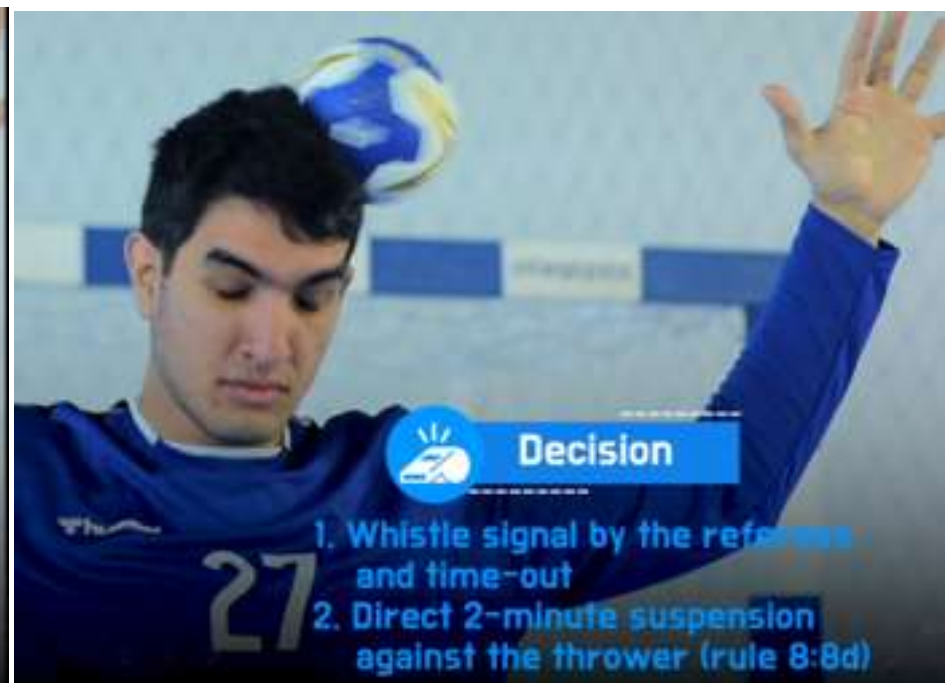 Decision
1. Whistle signal by the referee
and time-out
2. Direct 2-minute suspension
against the thrower (rule 8:8d)
27